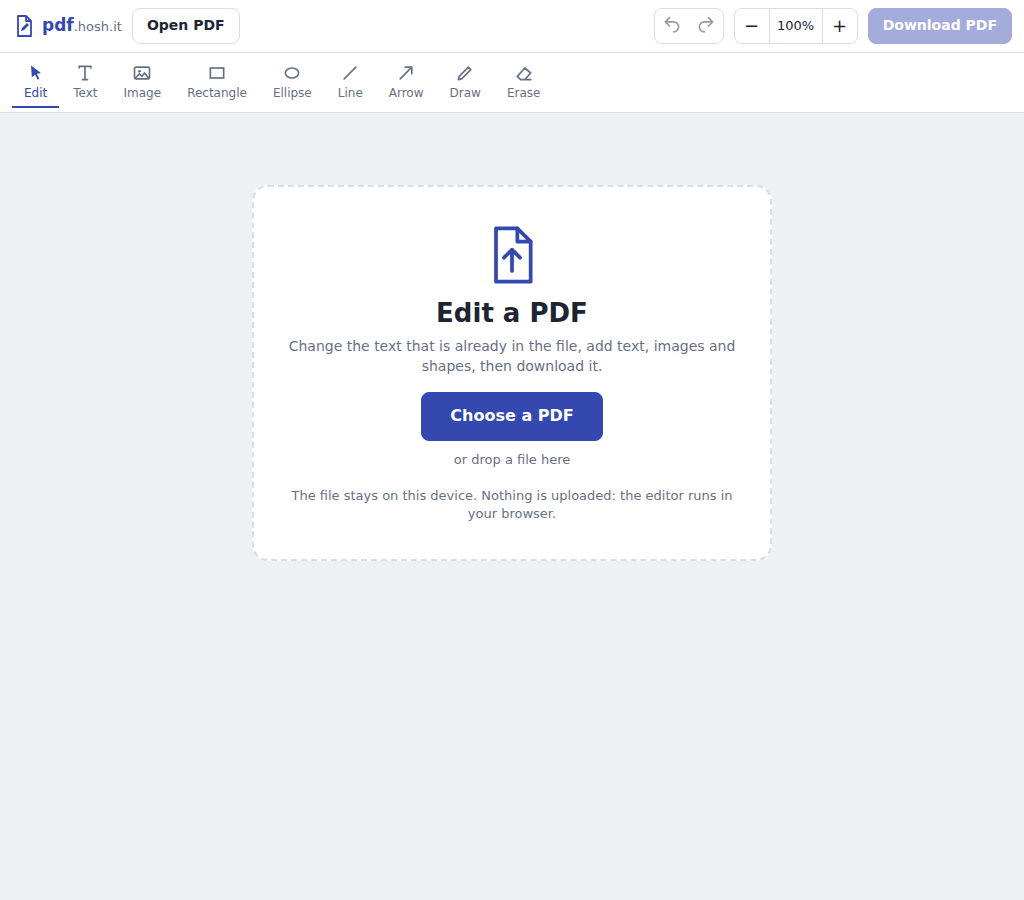 pdf.hosh.it
Open PDF
− 100% +
Download PDF
Edit
Text
Image
Rectangle
Ellipse
Line
Arrow
Draw
Erase
Edit a PDF
Change the text that is already in the file, add text, images and
shapes, then download it.
Choose a PDF
or drop a file here
The file stays on this device. Nothing is uploaded: the editor runs in
your browser.